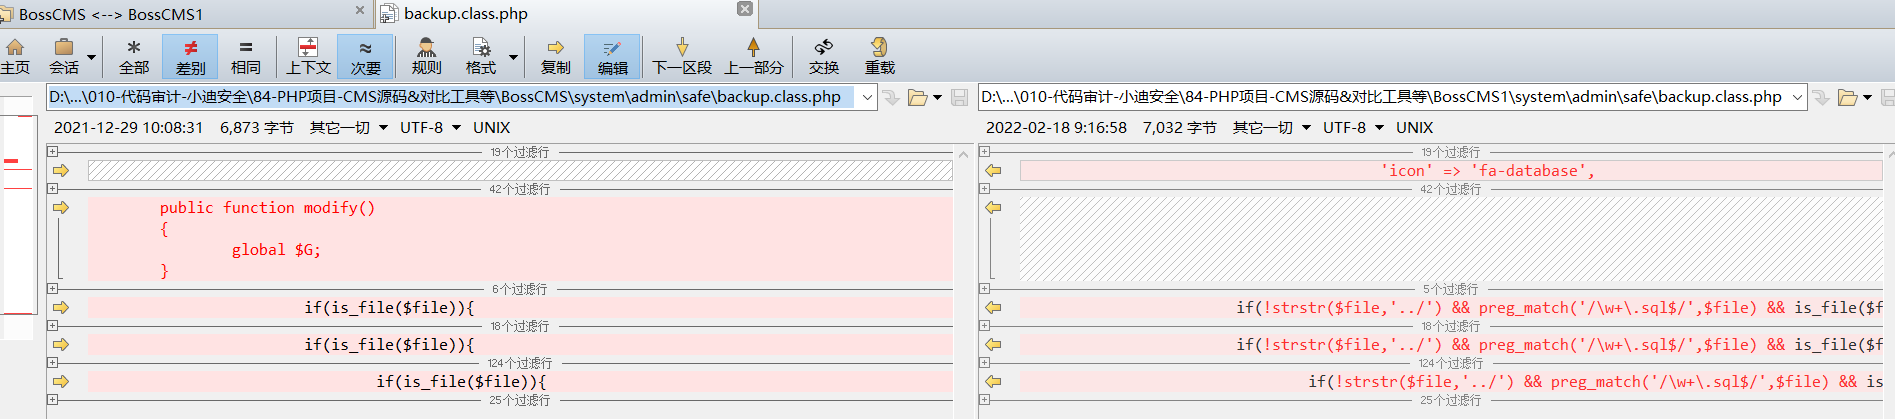 BossCMS <--> BossCMS1
backup.class.php
主页 会话 全部 差别 相同 上下文 次要 规则 格式 复制 编辑 下一区段 上一部分 交换 重载
D:\...\010-代码审计-小迪安全\84-PHP项目-CMS源码&对比工具等\BossCMS\system\admin\safe\backup.class.php
2021-12-29 10:08:31 6,873 字节 其它一切 UTF-8 UNIX
19个过滤行
42个过滤行
public function modify()
{
global $G;
}
6个过滤行
if(is_file($file)){
18个过滤行
if(is_file($file)){
124个过滤行
if(is_file($file)){
25个过滤行
D:\...\010-代码审计-小迪安全\84-PHP项目-CMS源码&对比工具等\BossCMS1\system\admin\safe\backup.class.php
2022-02-18 9:16:58 7,032 字节 其它一切 UTF-8 UNIX
19个过滤行
'icon' => 'fa-database',
42个过滤行
5个过滤行
if(!strstr($file,'../') && preg_match('/\w+\.sql$/',$file) && is_file($f
18个过滤行
if(!strstr($file,'../') && preg_match('/\w+\.sql$/',$file) && is_file($f
124个过滤行
if(!strstr($file,'../') && preg_match('/\w+\.sql$/',$file) && is
25个过滤行